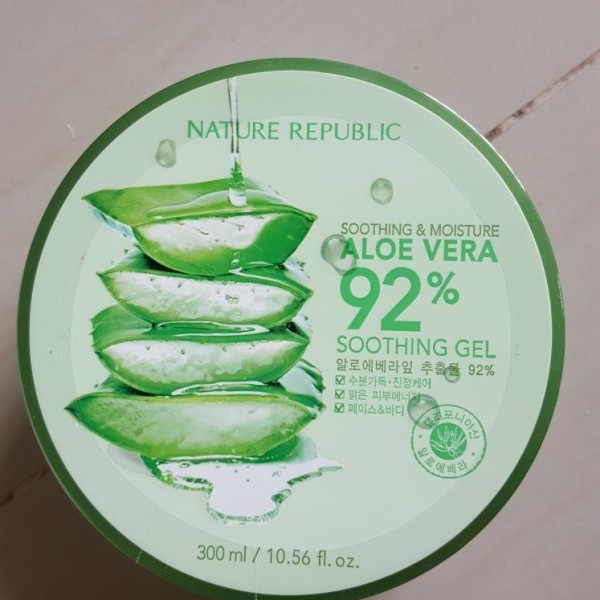 NATURE REPUBLIC
SOOTHING & MOISTURE
ALOE VERA
92%
SOOTHING GEL
알로에베라잎 추출물 92%
수분가득·진정케어
맑은 피부에너지
페이스&바디
캘리포니아산
알로에베라
300 ml / 10.56 fl. oz.